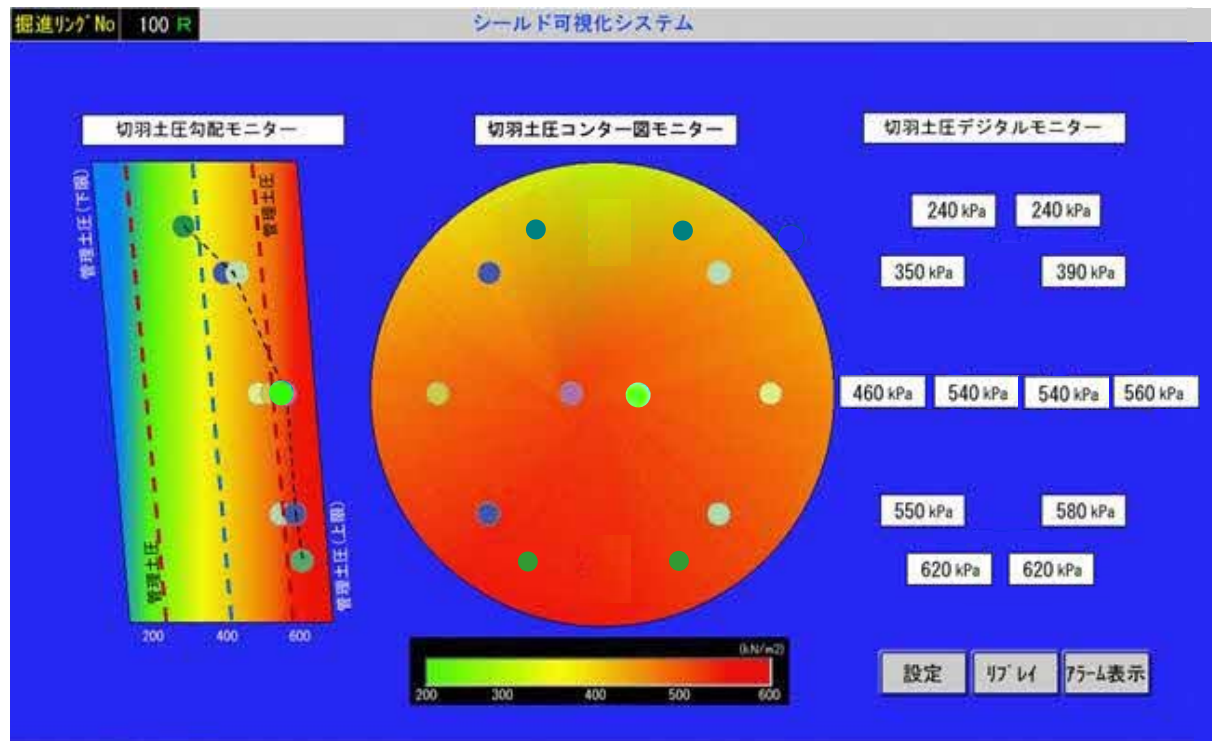 掘進リング No 100 R
シールド可視化システム
切羽土圧勾配モニター
切羽土圧コンター図モニター
切羽土圧デジタルモニター
管理土圧(下限)
管理土圧
管理土圧
管理土圧(上限)
200 400 600
240 kPa 240 kPa
350 kPa 390 kPa
460 kPa 540 kPa 540 kPa 560 kPa
550 kPa 580 kPa
620 kPa 620 kPa
(kN/m2)
200 300 400 500 600
設定 リプレイ アラーム表示